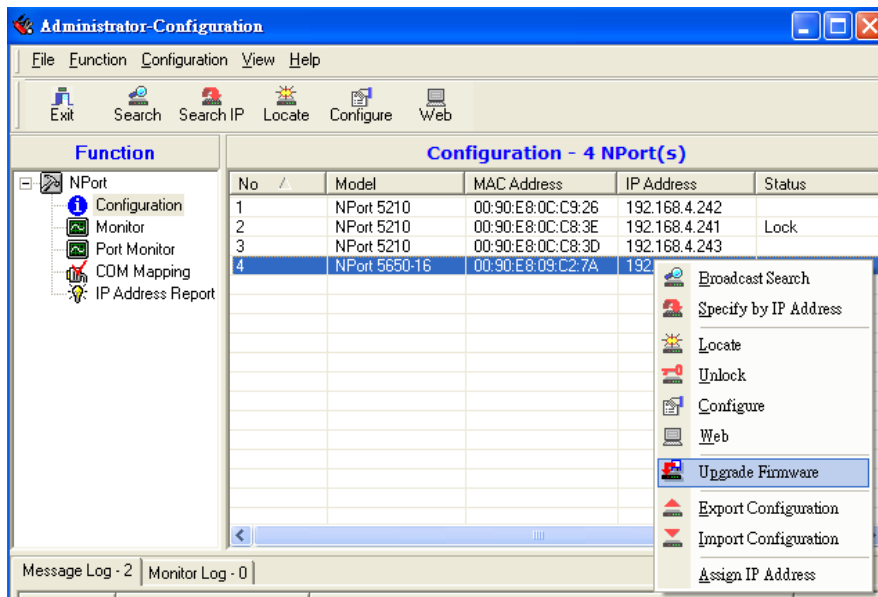 Administrator-Configuration
File Function Configuration View Help
Exit Search Search IP Locate Configure Web
Function
Configuration - 4 NPort(s)
NPort
Configuration
Monitor
Port Monitor
COM Mapping
IP Address Report
No Model MAC Address IP Address Status
1 NPort 5210 00:90:E8:0C:C9:26 192.168.4.242
2 NPort 5210 00:90:E8:0C:C8:3E 192.168.4.241 Lock
3 NPort 5210 00:90:E8:0C:C8:3D 192.168.4.243
4 NPort 5650-16 00:90:E8:09:C2:7A 192.
Broadcast Search
Specify by IP Address
Locate
Unlock
Configure
Web
Upgrade Firmware
Export Configuration
Import Configuration
Assign IP Address
Message Log - 2 Monitor Log - 0